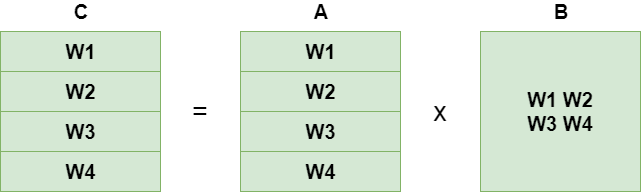 C A B
W1 W1
W2 W2 W1 W2
= x
W3 W3 W3 W4
W4 W4